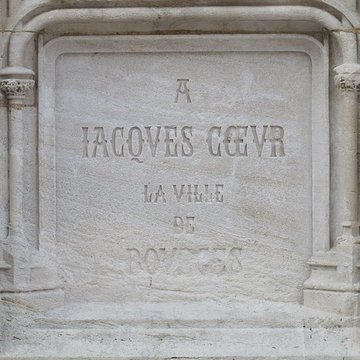 A
IACQVES CŒVR
LA VILLE
DE
BOVRGES